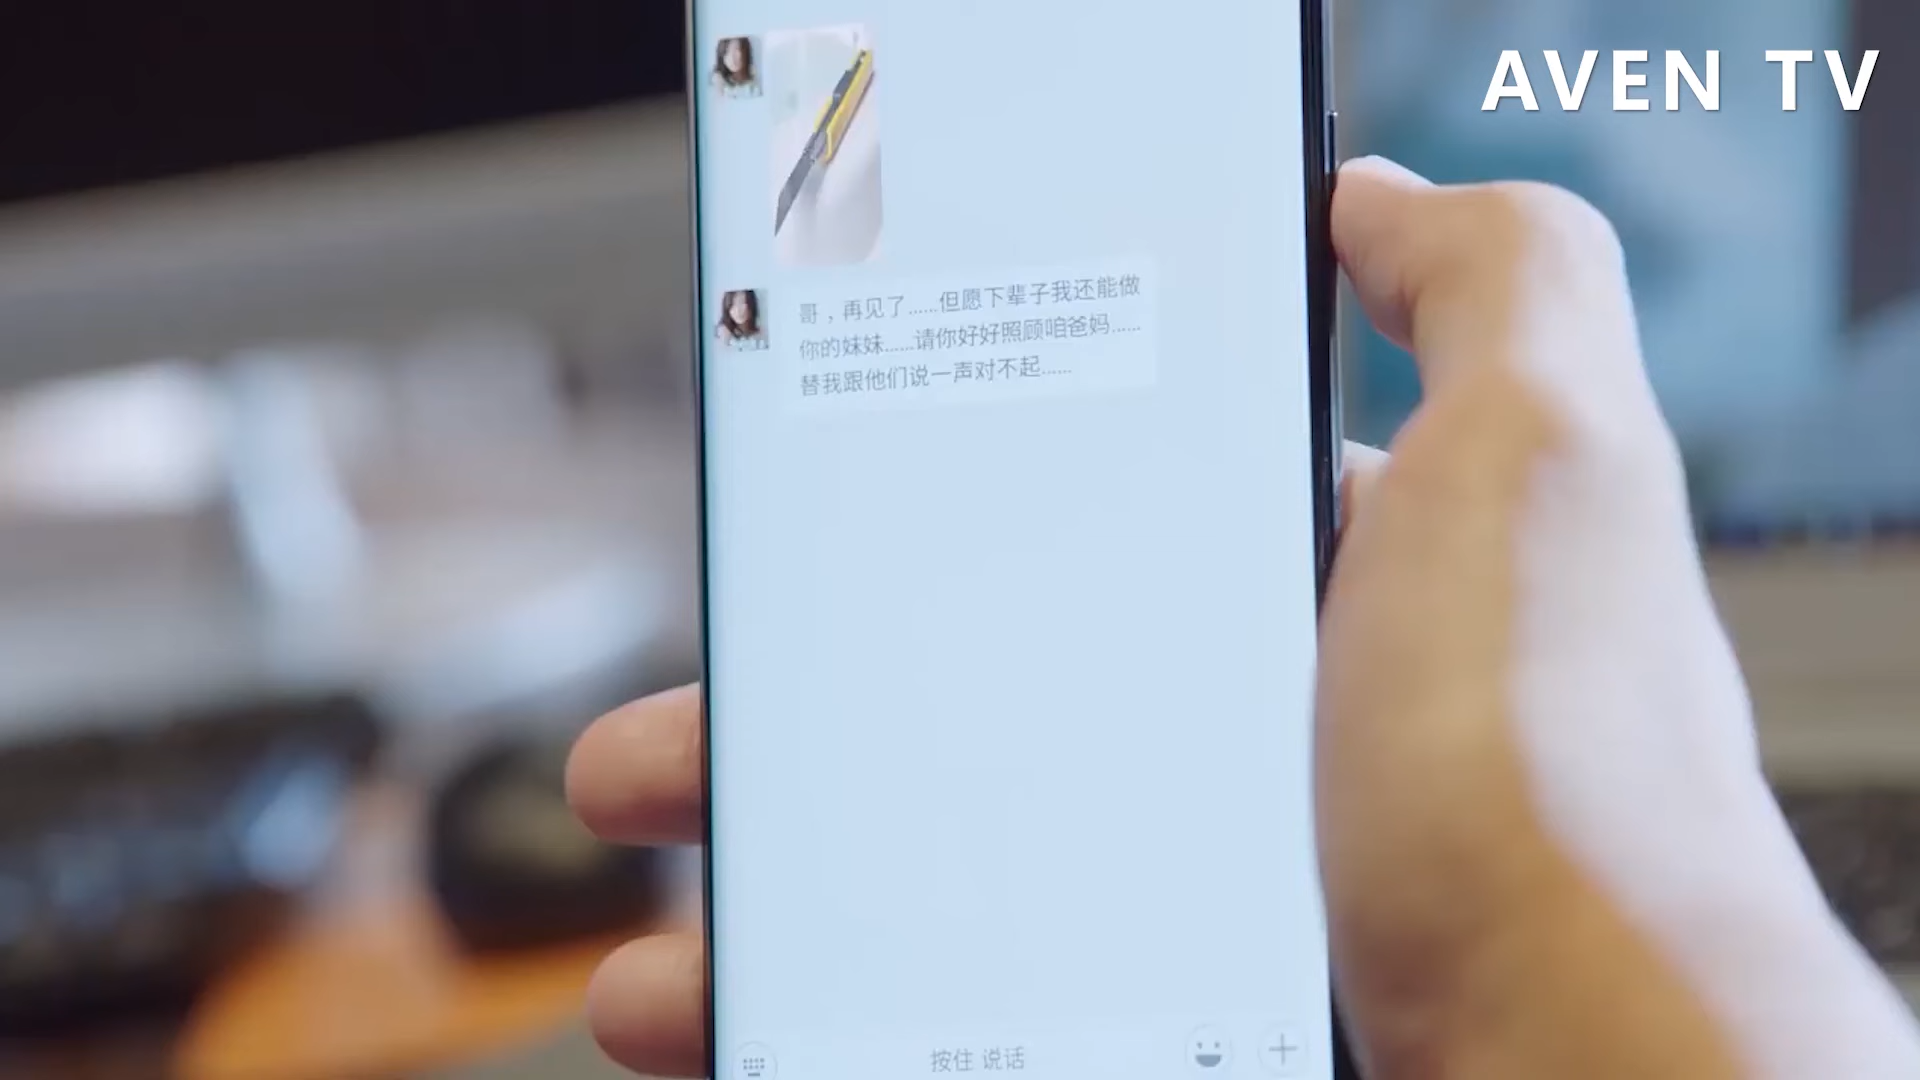 AVEN TV
哥，再见了……但愿下辈子我还能做
你的妹妹……请你好好照顾咱爸妈……
替我跟他们说一声对不起……
按住 说话